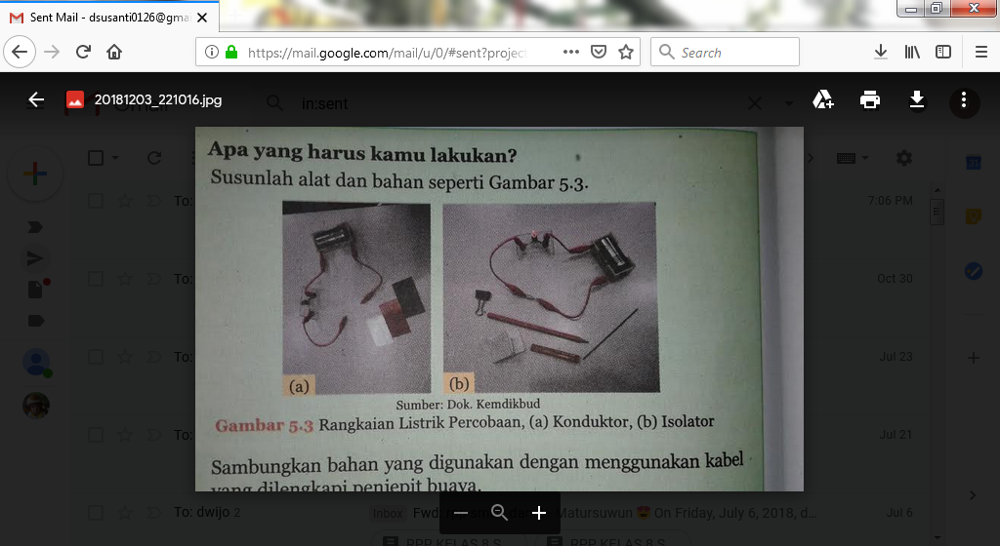 Sent Mail - dsusanti0126@gma
https://mail.google.com/mail/u/0/#sent?project
Search
20181203_221016.jpg
in:sent
Apa yang harus kamu lakukan?
Susunlah alat dan bahan seperti Gambar 5.3.
(a)
(b)
Sumber: Dok. Kemdikbud
Gambar 5.3 Rangkaian Listrik Percobaan, (a) Konduktor, (b) Isolator
Sambungkan bahan yang digunakan dengan menggunakan kabel
yang dilengkapi penjepit buaya.
To:
7:06 PM
To:
Oct 30
To:
Jul 23
To:
Jul 21
To: dwijo 2
Inbox Fwd: Matursuwun 😍 On Friday, July 6, 2018, d...
Jul 6
RPP KELAS 8 S
RPP KELAS 8 S